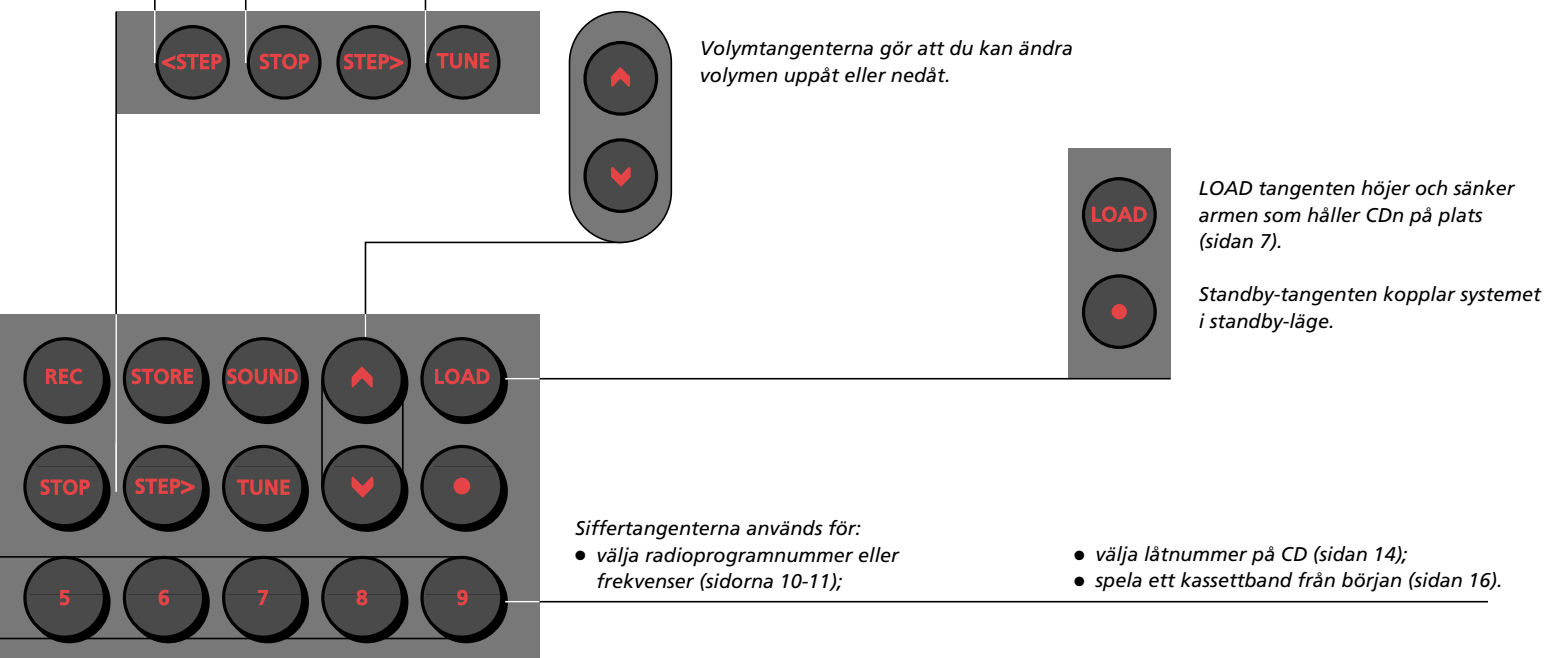 <STEP STOP STEP> TUNE
Volymtangenterna gör att du kan ändra
volymen uppåt eller nedåt.
LOAD
LOAD tangenten höjer och sänker
armen som håller CDn på plats
(sidan 7).
Standby-tangenten kopplar systemet
i standby-läge.
REC STORE SOUND LOAD
STOP STEP> TUNE
Siffertangenterna används för:
● välja radioprogramnummer eller
frekvenser (sidorna 10-11);
● välja låtnummer på CD (sidan 14);
● spela ett kassettband från början (sidan 16).
5 6 7 8 9